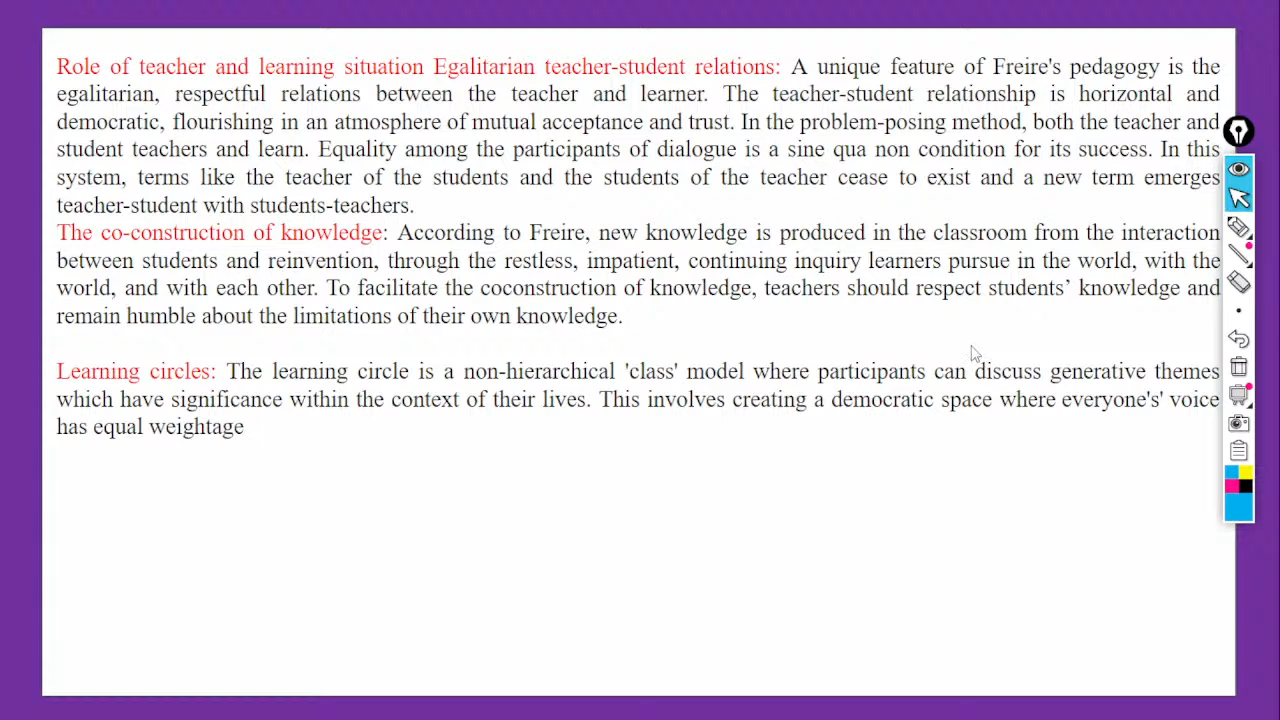 Role of teacher and learning situation Egalitarian teacher-student relations: A unique feature of Freire's pedagogy is the
egalitarian, respectful relations between the teacher and learner. The teacher-student relationship is horizontal and
democratic, flourishing in an atmosphere of mutual acceptance and trust. In the problem-posing method, both the teacher and
student teachers and learn. Equality among the participants of dialogue is a sine qua non condition for its success. In this
system, terms like the teacher of the students and the students of the teacher cease to exist and a new term emerges
teacher-student with students-teachers.
The co-construction of knowledge: According to Freire, new knowledge is produced in the classroom from the interaction
between students and reinvention, through the restless, impatient, continuing inquiry learners pursue in the world, with the
world, and with each other. To facilitate the coconstruction of knowledge, teachers should respect students’ knowledge and
remain humble about the limitations of their own knowledge.
Learning circles: The learning circle is a non-hierarchical 'class' model where participants can discuss generative themes
which have significance within the context of their lives. This involves creating a democratic space where everyone's' voice
has equal weightage